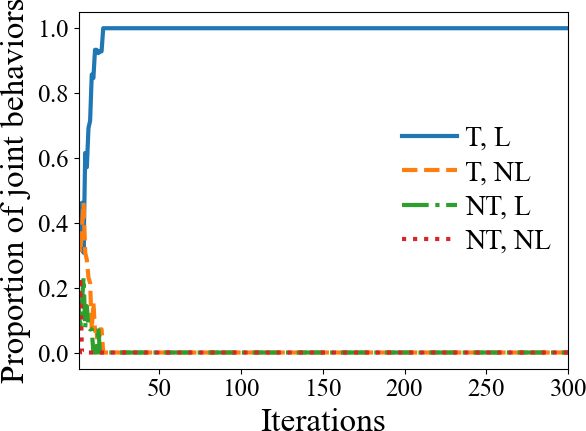 Proportion of joint behaviors
1.0
0.8
0.6
0.4
0.2
0.0
T, L
T, NL
NT, L
NT, NL
50 100 150 200 250 300
Iterations